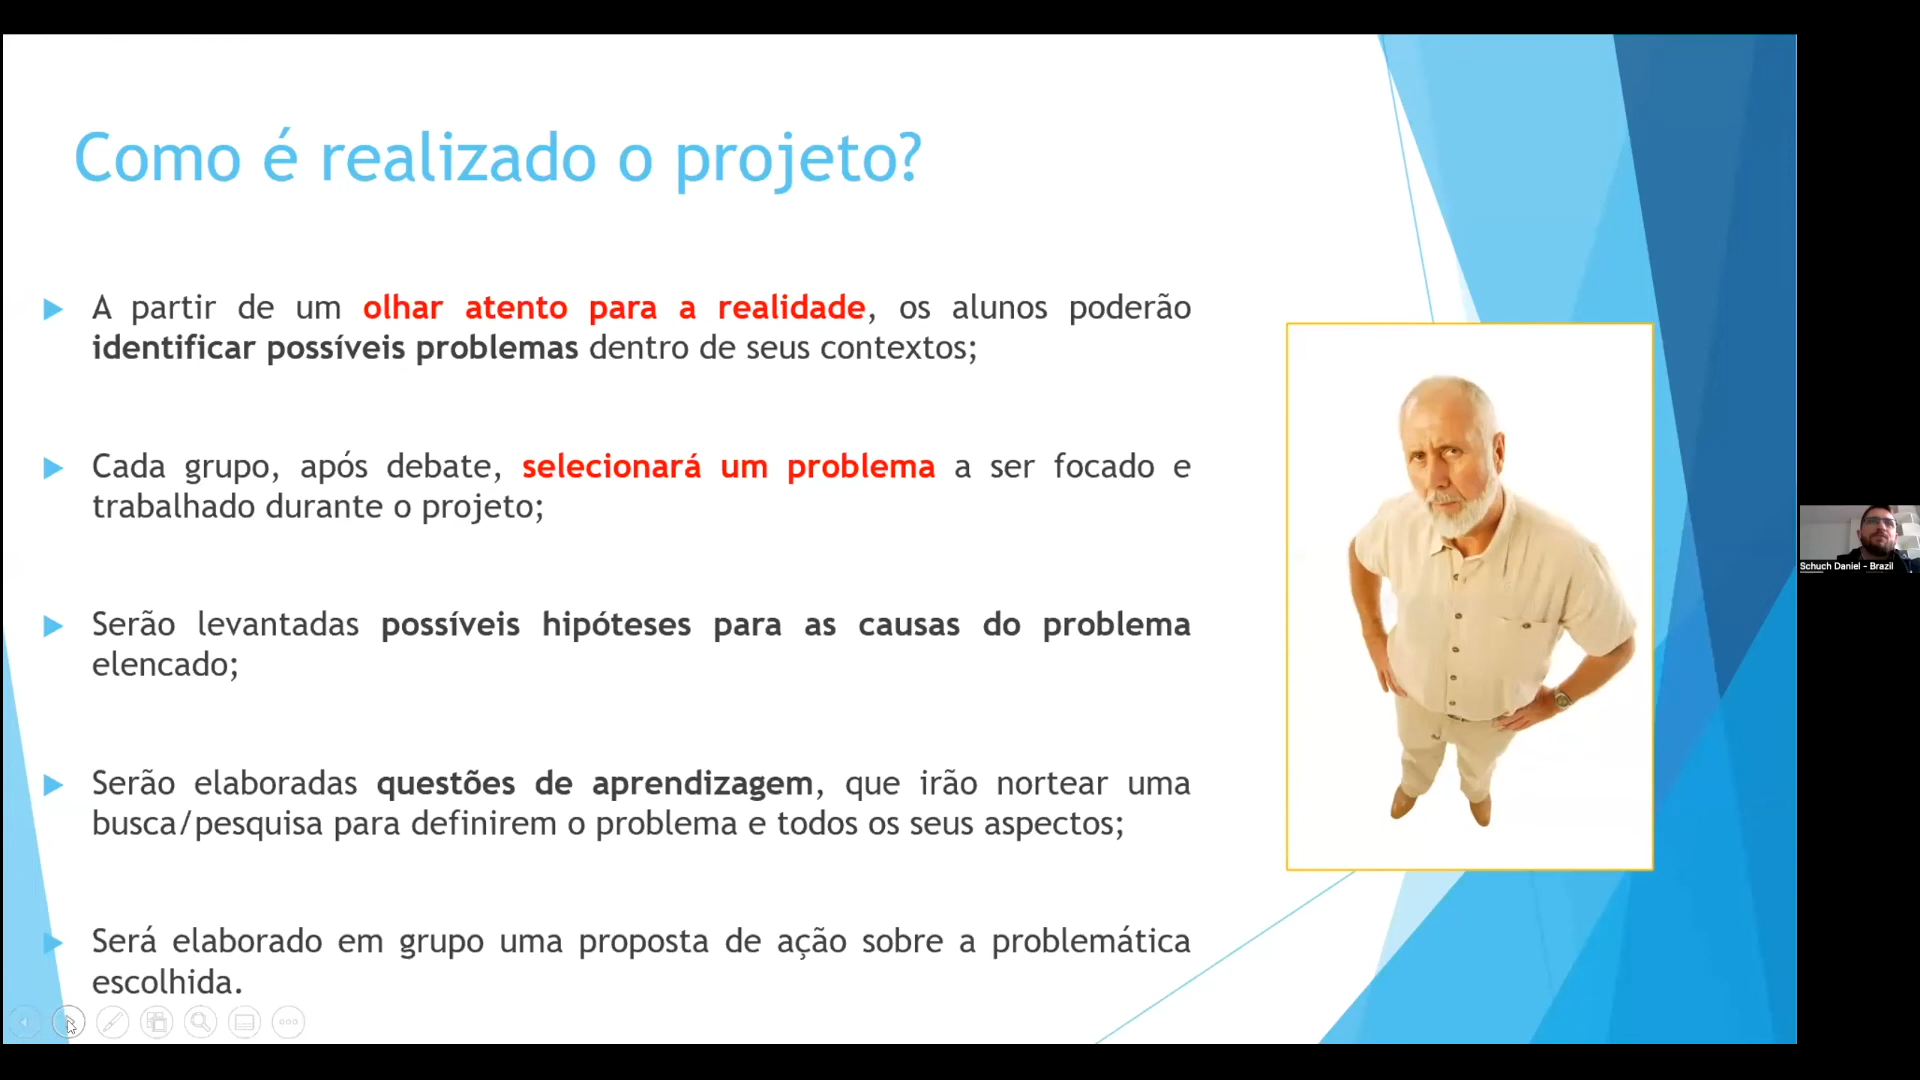 Como é realizado o projeto?
A partir de um olhar atento para a realidade, os alunos poderão
identificar possíveis problemas dentro de seus contextos;
Cada grupo, após debate, selecionará um problema a ser focado e
trabalhado durante o projeto;
Serão levantadas possíveis hipóteses para as causas do problema
elencado;
Serão elaboradas questões de aprendizagem, que irão nortear uma
busca/pesquisa para definirem o problema e todos os seus aspectos;
Será elaborado em grupo uma proposta de ação sobre a problemática
escolhida.
Schuch Daniel - Brazil